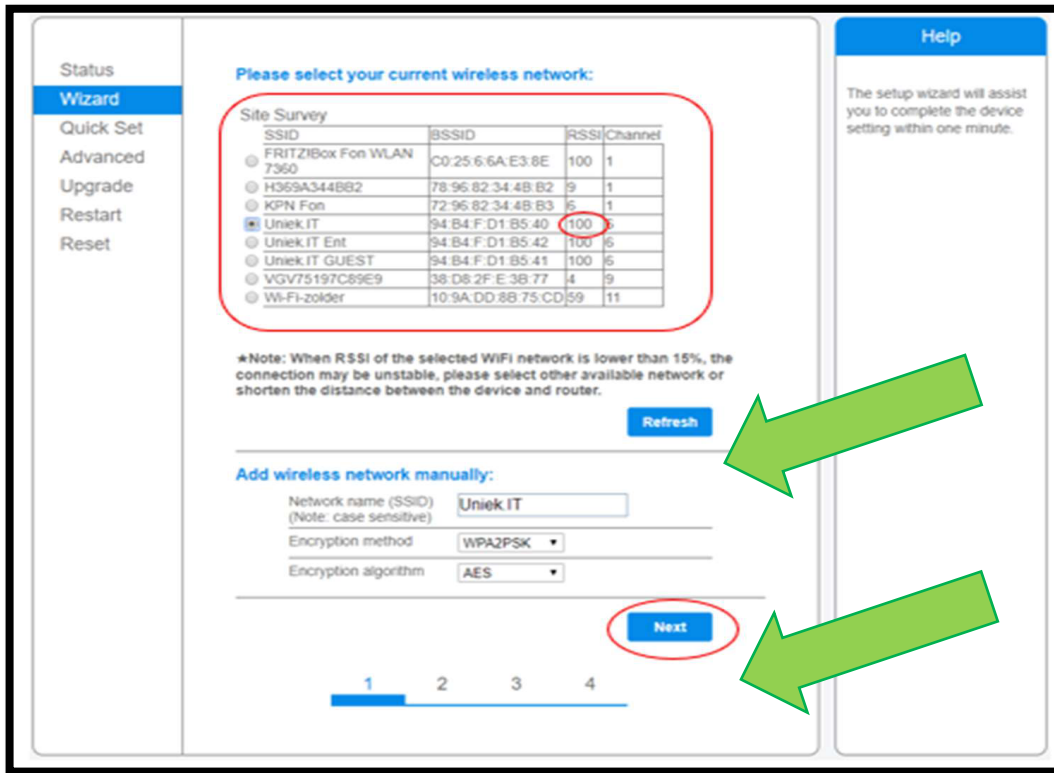 Status
Wizard
Quick Set
Advanced
Upgrade
Restart
Reset
Please select your current wireless network:
Site Survey
SSID BSSID RSSI Channel
FRITZ!Box Fon WLAN
7360 C0:25:6:6A:E3:8E 100 1
H369A344BB2 78:96:82:34:4B:B2 9 1
KPN Fon 72:96:82:34:4B:B3 6 1
Uniek.IT 94:B4:F:D1:B5:40 100 6
Uniek.IT Ent 94:B4:F:D1:B5:42 100 6
Uniek.IT GUEST 94:B4:F:D1:B5:41 100 6
VGV75197C89E9 38:D8:2F:E:3B:77 4 9
Wi-Fi-zolder 10:9A:DD:8B:75:CD 59 11
★Note: When RSSI of the selected WiFi network is lower than 15%, the
connection may be unstable, please select other available network or
shorten the distance between the device and router.
Refresh
Add wireless network manually:
Network name (SSID)
(Note: case sensitive)
Uniek.IT
Encryption method WPA2PSK
Encryption algorithm AES
Next
1 2 3 4
Help
The setup wizard will assist
you to complete the device
setting within one minute.